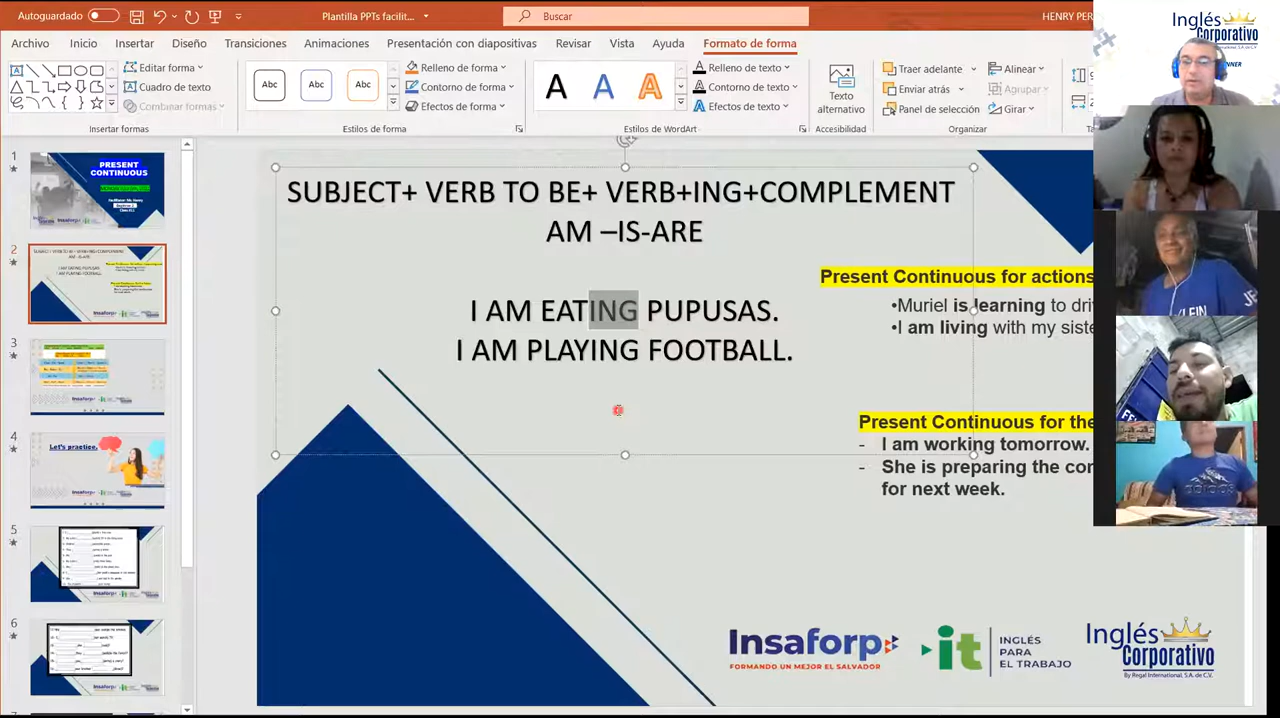 Autoguardado
Plantilla PPTs facilit...
Buscar
HENRY PER
Archivo
Inicio
Insertar
Diseño
Transiciones
Animaciones
Presentación con diapositivas
Revisar
Vista
Ayuda
Formato de forma
Editar forma
Cuadro de texto
Combinar formas
Insertar formas
Abc
Abc
Abc
Relleno de forma
Contorno de forma
Efectos de forma
Estilos de forma
A
A
A
Relleno de texto
Contorno de texto
Efectos de texto
Estilos de WordArt
Texto
alternativo
Accesibilidad
Traer adelante
Enviar atrás
Panel de selección
Alinear
Agrupar
Girar
Organizar
Inglés
Corporativo
1
PRESENT
CONTINUOUS
2
3
4
Let's practice.
5
6
SUBJECT+ VERB TO BE+ VERB+ING+COMPLEMENT
AM –IS-ARE
I AM EATING PUPUSAS.
I AM PLAYING FOOTBALL.
Present Continuous for actions
•Muriel is learning to dri
•I am living with my siste
Present Continuous for the
- I am working tomorrow.
- She is preparing the con
for next week.
Insaforp
FORMANDO UN MEJOR EL SALVADOR
it
INGLÉS
PARA
EL TRABAJO
Inglés
Corporativo
By Regal International, S.A. de C.V.